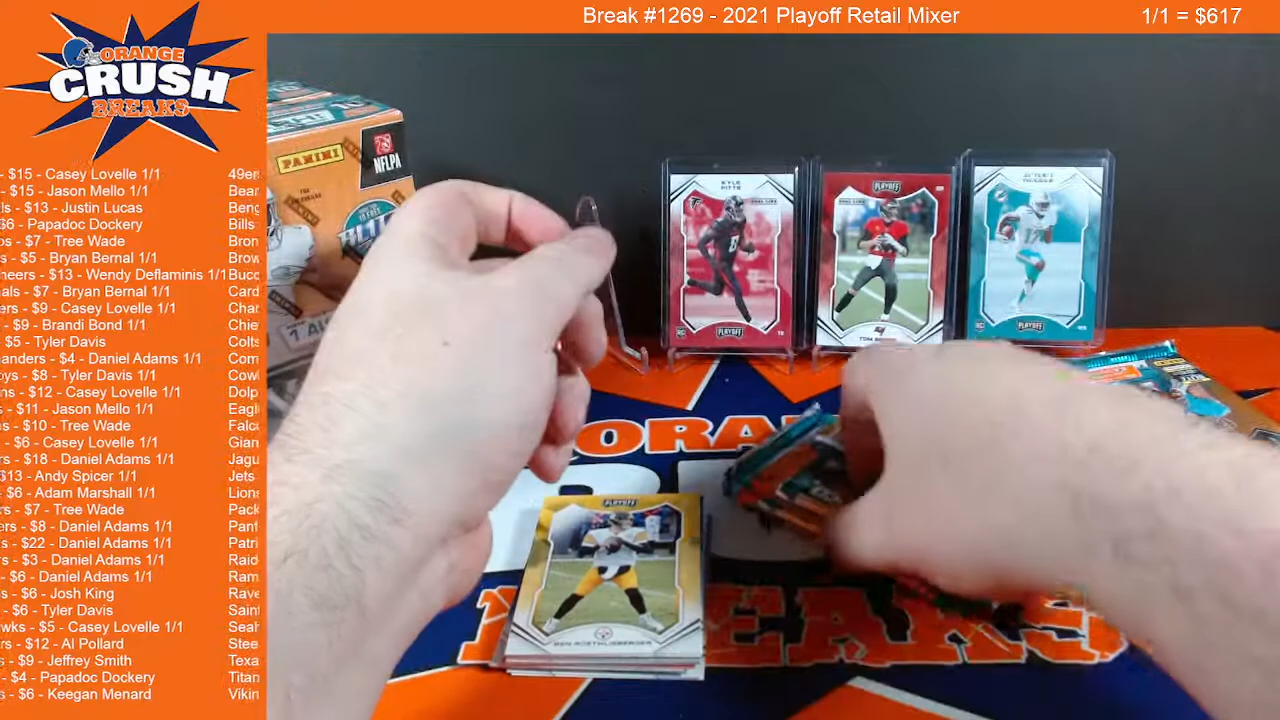 Break #1269 - 2021 Playoff Retail Mixer
1/1 = $617
ORANGE
CRUSH
BREAKS
- $15 - Casey Lovelle 1/1
- $15 - Jason Mello 1/1
ls - $13 - Justin Lucas
$6 - Papadoc Dockery
os - $7 - Tree Wade
s - $5 - Bryan Bernal 1/1
neers - $13 - Wendy Deflaminis 1/1
als - $7 - Bryan Bernal 1/1
ers - $9 - Casey Lovelle 1/1
- $9 - Brandi Bond 1/1
- $5 - Tyler Davis
anders - $4 - Daniel Adams 1/1
oys - $8 - Tyler Davis 1/1
ns - $12 - Casey Lovelle 1/1
s - $11 - Jason Mello 1/1
es - $10 - Tree Wade
- $6 - Casey Lovelle 1/1
rs - $18 - Daniel Adams 1/1
$13 - Andy Spicer 1/1
- $6 - Adam Marshall 1/1
rs - $7 - Tree Wade
ers - $8 - Daniel Adams 1/1
s - $22 - Daniel Adams 1/1
rs - $3 - Daniel Adams 1/1
- $6 - Daniel Adams 1/1
s - $6 - Josh King
- $6 - Tyler Davis
wks - $5 - Casey Lovelle 1/1
rs - $12 - Al Pollard
s - $9 - Jeffrey Smith
- $4 - Papadoc Dockery
s - $6 - Keegan Menard
49er
Bear
Beng
Bills
Bron
Brow
Bucc
Card
Cha
Chie
Colts
Com
Cowl
Dolp
Eagl
Falc
Gian
Jagu
Jets
Lion
Pack
Pant
Patri
Raid
Ram
Rave
Sain
Seah
Stee
Texa
Titan
Vikin
PANINI
NFLPA
KYLE
PITTS
PLAYOFF
PLAYOFF
TOM
PLAYOFF
ORA
PLAYOFF
BEN ROETHLISBERGER